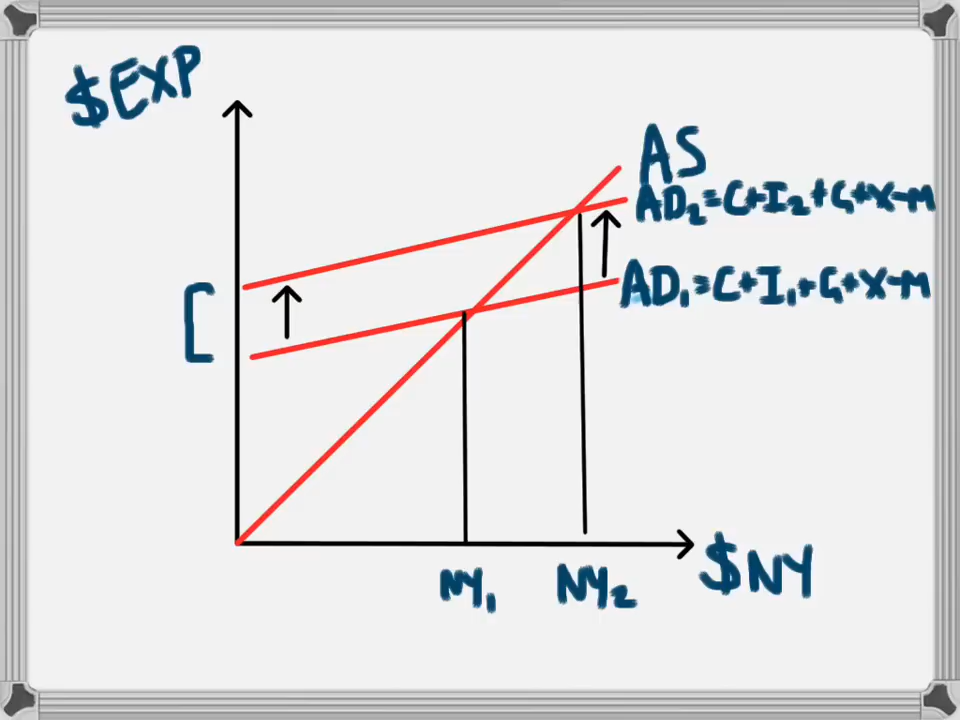 $EXP
AS
AD₂=C+I₂+G+X-M
[
AD₁=C+I₁+G+X-M
NY₁ NY₂ $NY